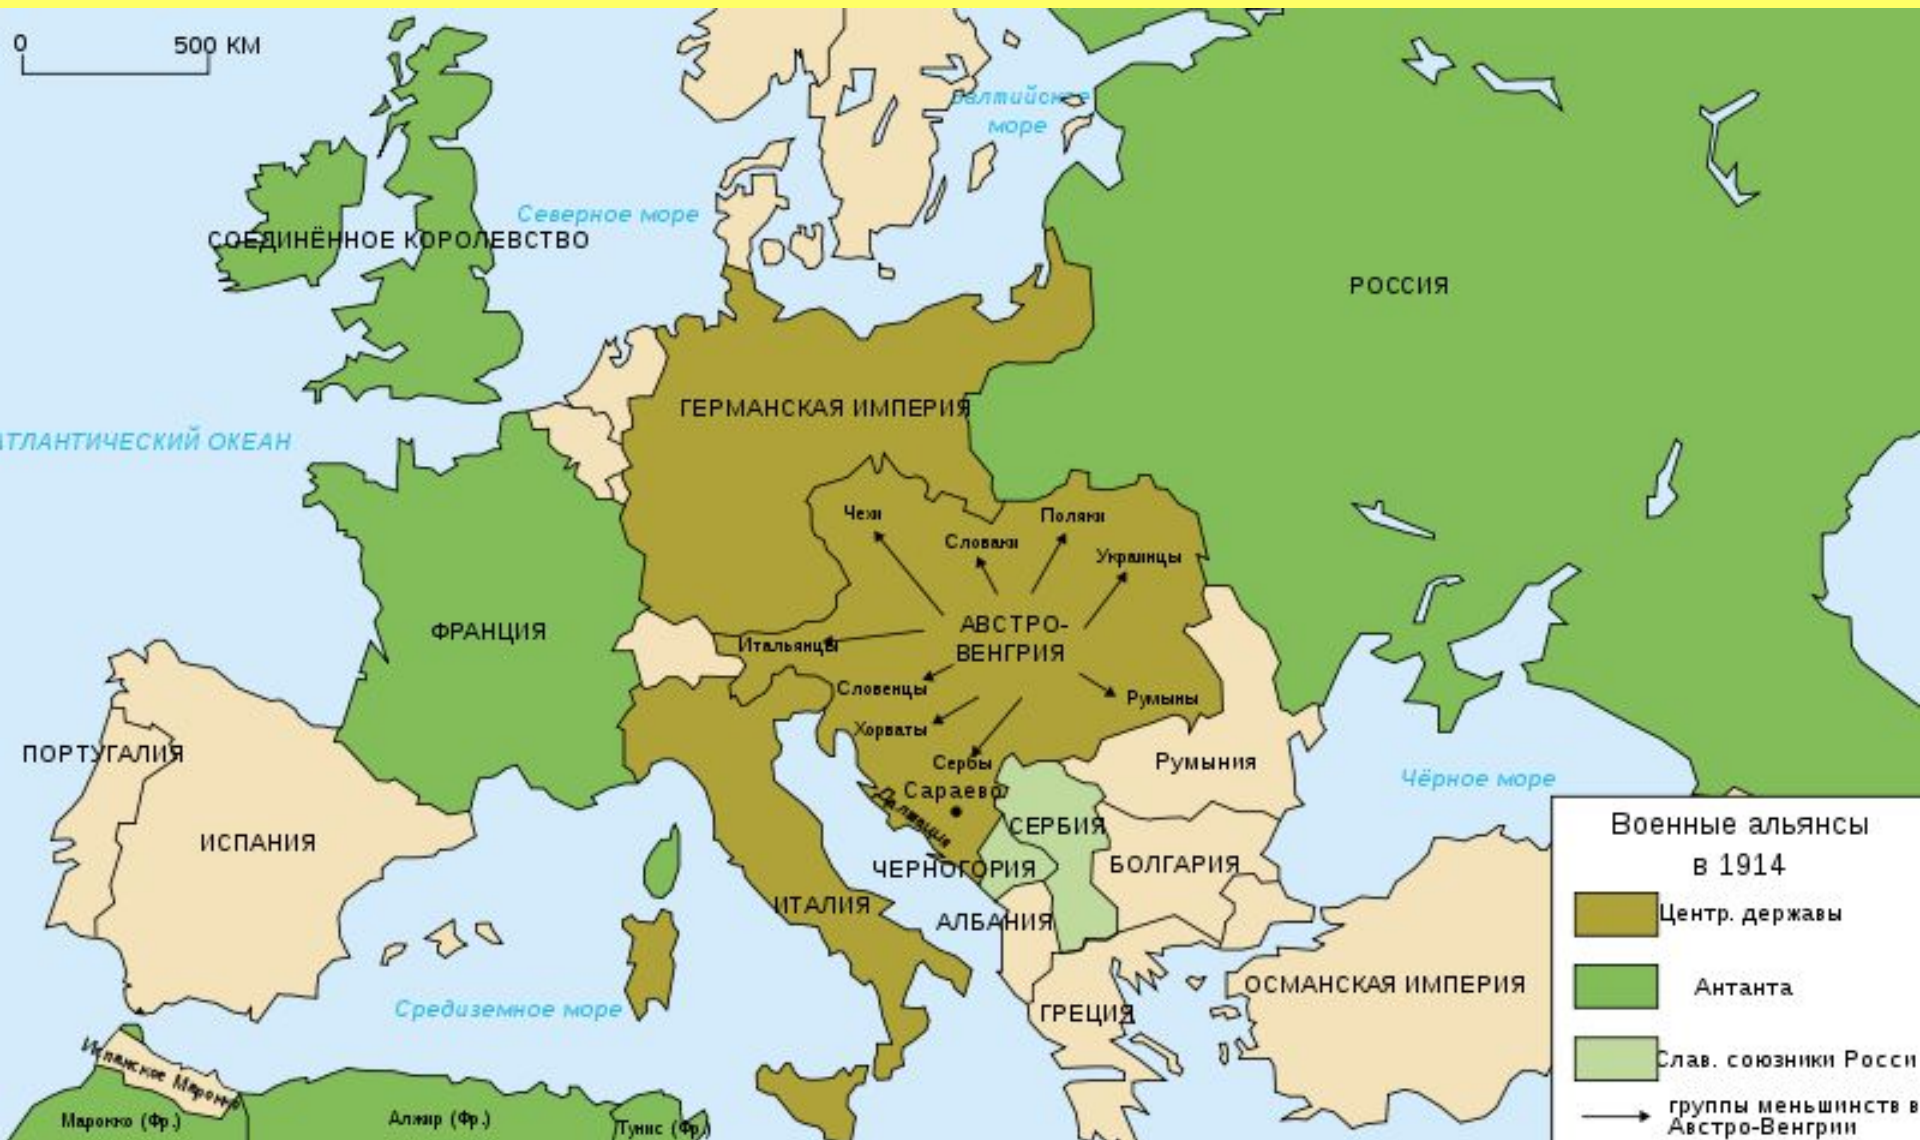 0 500 КМ
Балтийское
море
Северное море
СОЕДИНЁННОЕ КОРОЛЕВСТВО
РОССИЯ
ГЕРМАНСКАЯ ИМПЕРИЯ
АТЛАНТИЧЕСКИЙ ОКЕАН
Чехи
Поляки
Словаки
Украинцы
ФРАНЦИЯ
АВСТРО-
ВЕНГРИЯ
Итальянцы
Словенцы
Румыны
Хорваты
ПОРТУГАЛИЯ
Сербы
Румыния
Чёрное море
Сараево
Далмация
ИСПАНИЯ
СЕРБИЯ
ЧЕРНОГОРИЯ
БОЛГАРИЯ
ИТАЛИЯ
АЛБАНИЯ
ОСМАНСКАЯ ИМПЕРИЯ
Средиземное море
ГРЕЦИЯ
Испанское Марокко
Марокко (Фр.)
Алжир (Фр.)
Тунис (Фр.)
Военные альянсы
в 1914
Центр. державы
Антанта
Слав. союзники Росси
группы меньшинств в
Австро-Венгрии